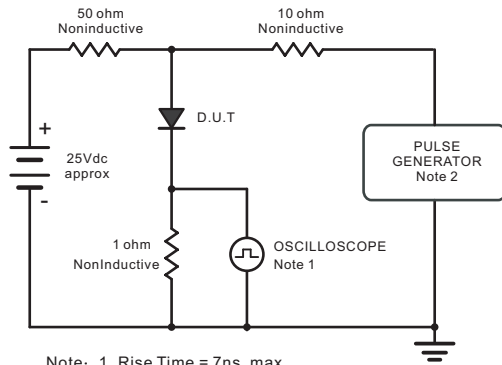 50 ohm
Noninductive
10 ohm
Noninductive
D.U.T
+
25Vdc
approx
-
PULSE
GENERATOR
Note 2
1 ohm
NonInductive
OSCILLOSCOPE
Note 1
Note: 1. Rise Time = 7ns, max